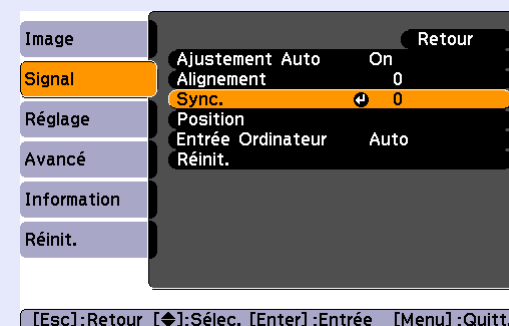 Image
Signal
Réglage
Avancé
Information
Réinit.
Retour
Ajustement Auto On
Alignement 0
Sync. 0
Position
Entrée Ordinateur Auto
Réinit.
[Esc]:Retour [◆]:Sélec. [Enter]:Entrée [Menu]:Quitt.